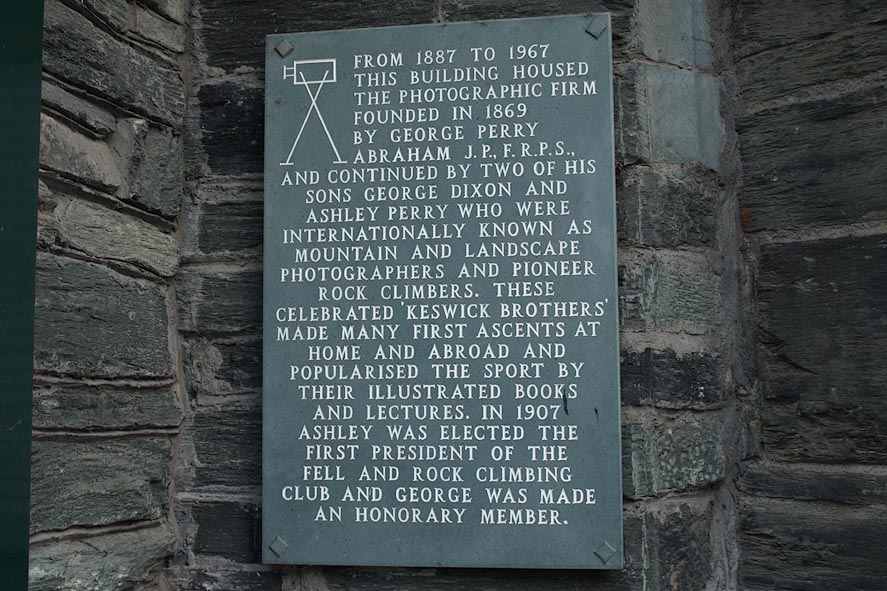 FROM 1887 TO 1967
THIS BUILDING HOUSED
THE PHOTOGRAPHIC FIRM
FOUNDED IN 1869
BY GEORGE PERRY
ABRAHAM J.P., F.R.P.S.,
AND CONTINUED BY TWO OF HIS
SONS GEORGE DIXON AND
ASHLEY PERRY WHO WERE
INTERNATIONALLY KNOWN AS
MOUNTAIN AND LANDSCAPE
PHOTOGRAPHERS AND PIONEER
ROCK CLIMBERS. THESE
CELEBRATED 'KESWICK BROTHERS'
MADE MANY FIRST ASCENTS AT
HOME AND ABROAD AND
POPULARISED THE SPORT BY
THEIR ILLUSTRATED BOOKS
AND LECTURES. IN 1907
ASHLEY WAS ELECTED THE
FIRST PRESIDENT OF THE
FELL AND ROCK CLIMBING
CLUB AND GEORGE WAS MADE
AN HONORARY MEMBER.